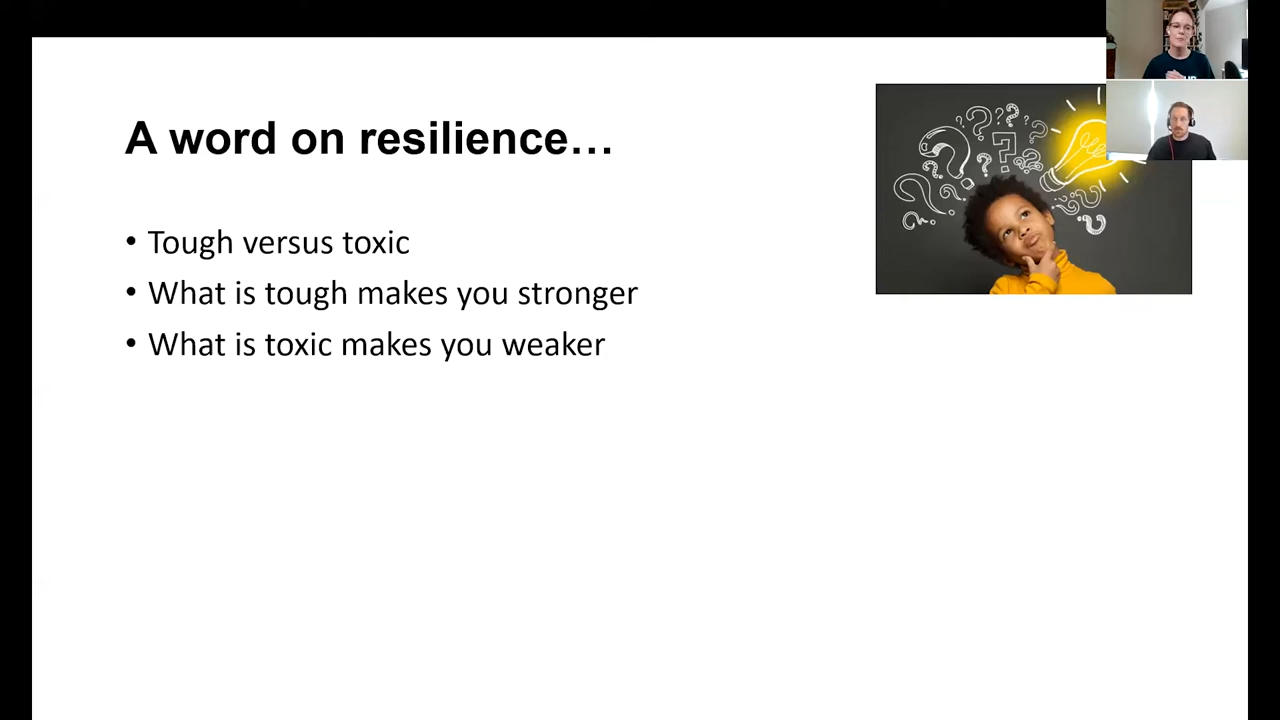 A word on resilience…
• Tough versus toxic
• What is tough makes you stronger
• What is toxic makes you weaker